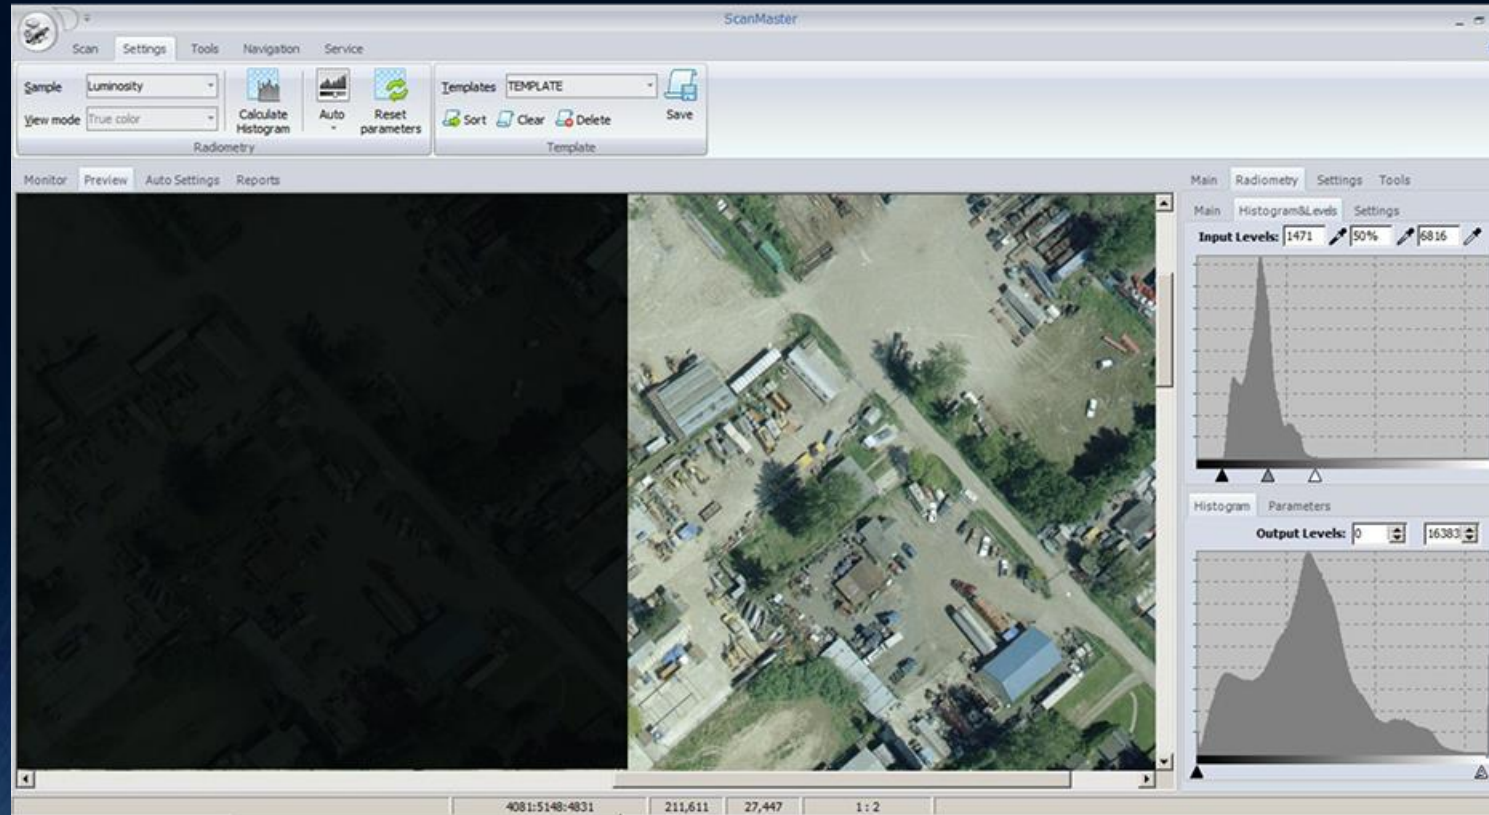 ScanMaster
Scan Settings Tools Navigation Service
Sample Luminosity
View mode True color
Calculate Histogram
Auto
Reset parameters
Radiometry
Templates TEMPLATE
Sort Clear Delete
Save
Template
Monitor Preview Auto Settings Reports
Main Radiometry Settings Tools
Main Histogram&Levels Settings
Input Levels: 1471 50% 6816
Histogram Parameters
Output Levels: 0 16383
4081:5148:4831 211,611 27,447 1 : 2